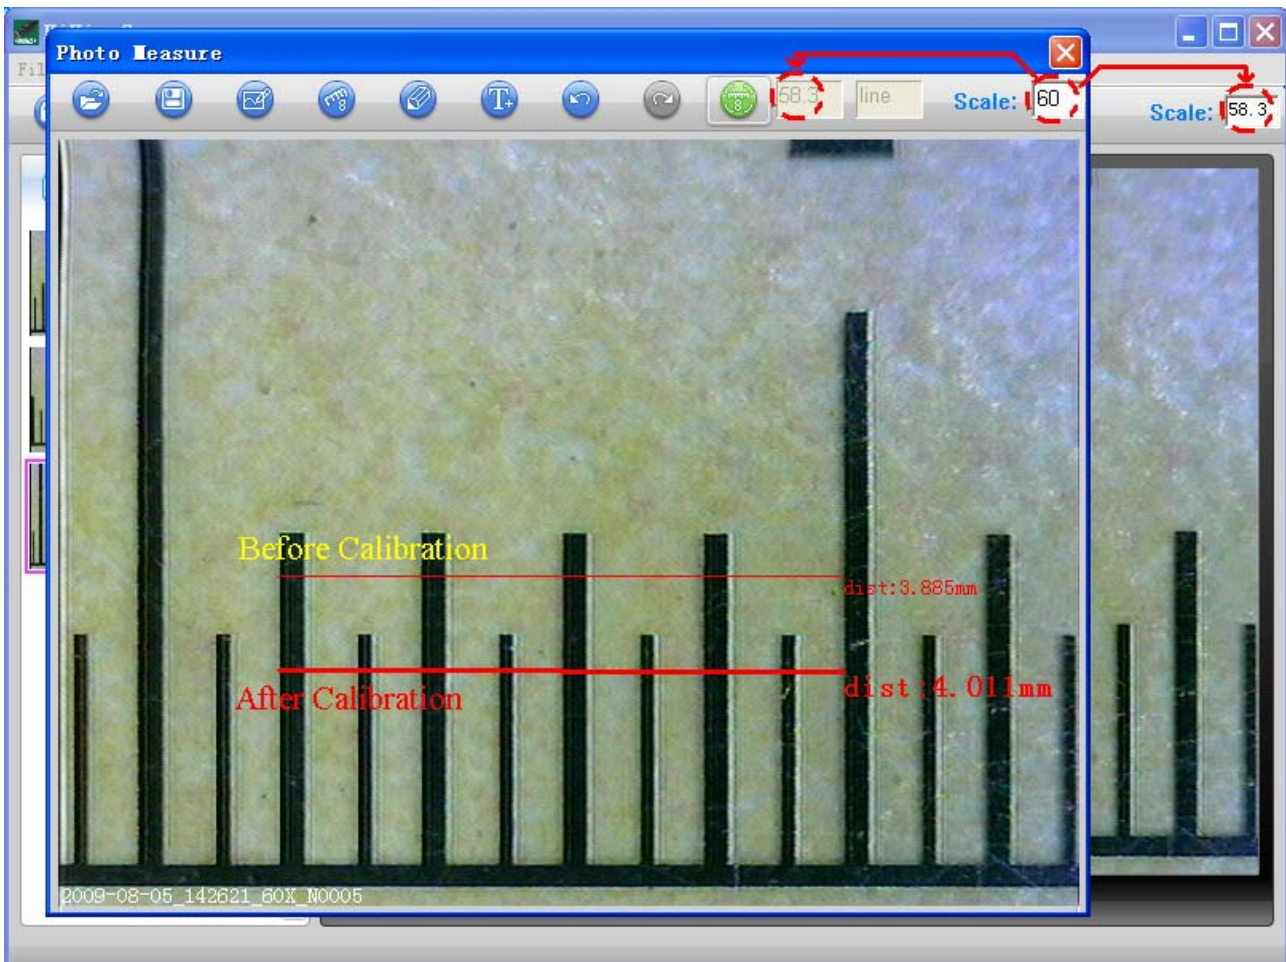 Photo Measure
Fil
58.3
line
Scale: 60
Scale: 58.3
Before Calibration
dist:3.885mm
After Calibration
dist:4.011mm
2009-08-05_142621_60X_N0005